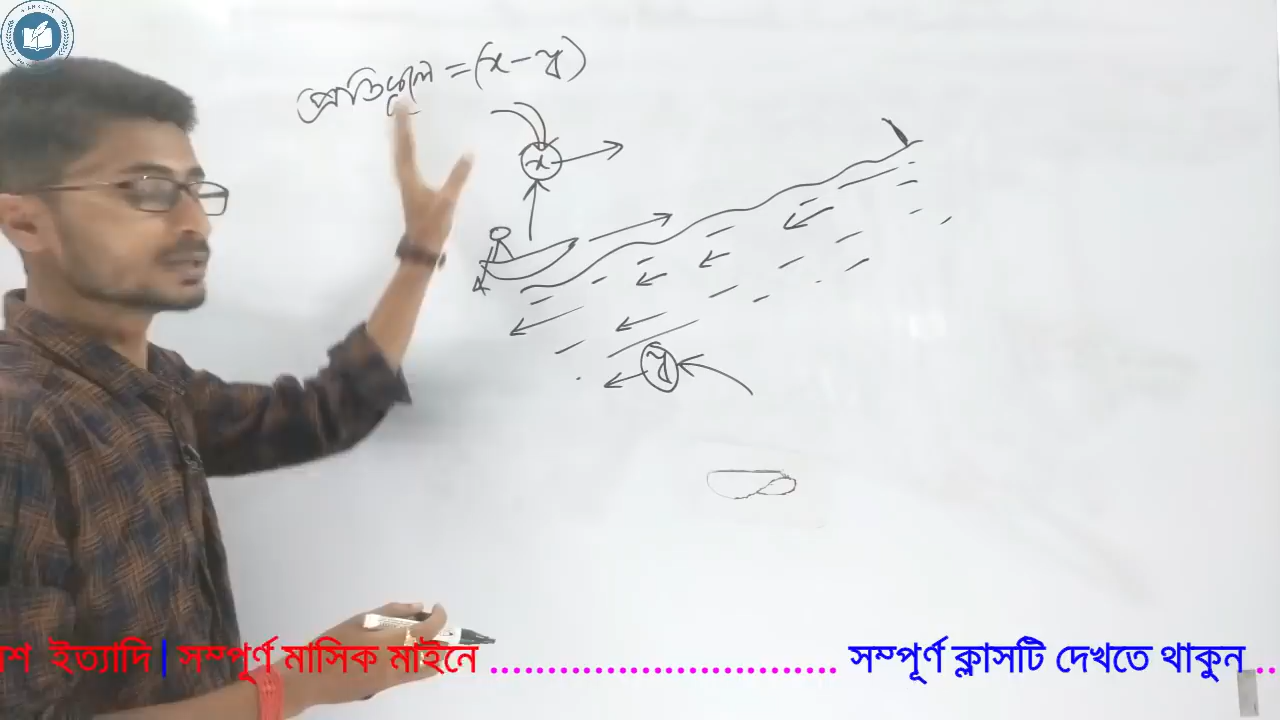 প্রতিকূলে = (x - y)
x
y
শ ইত্যাদি | সম্পূর্ণ মাসিক মাইনে ................................ সম্পূর্ণ ক্লাসটি দেখতে থাকুন ..